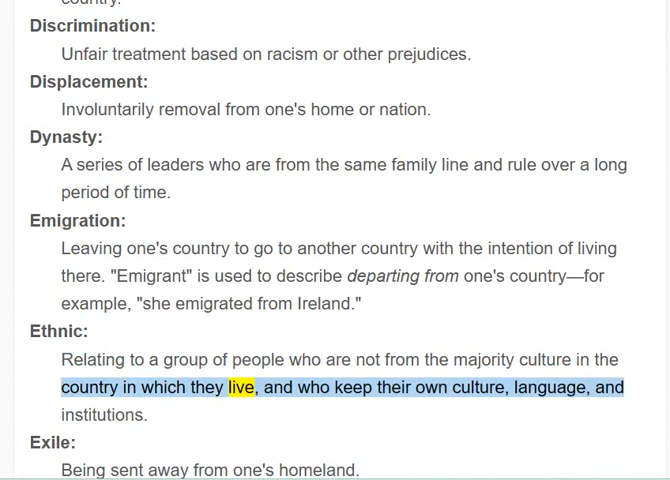 country.
Discrimination:
Unfair treatment based on racism or other prejudices.
Displacement:
Involuntarily removal from one's home or nation.
Dynasty:
A series of leaders who are from the same family line and rule over a long
period of time.
Emigration:
Leaving one's country to go to another country with the intention of living
there. "Emigrant" is used to describe departing from one's country—for
example, "she emigrated from Ireland."
Ethnic:
Relating to a group of people who are not from the majority culture in the
country in which they live, and who keep their own culture, language, and
institutions.
Exile:
Being sent away from one's homeland.